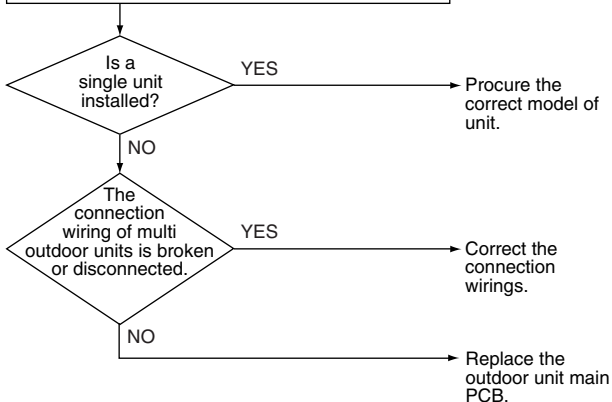 Is a
single unit
installed?
YES
Procure the
correct model of
unit.
NO
The
connection
wiring of multi
outdoor units is broken
or disconnected.
YES
Correct the
connection
wirings.
NO
Replace the
outdoor unit main
PCB.